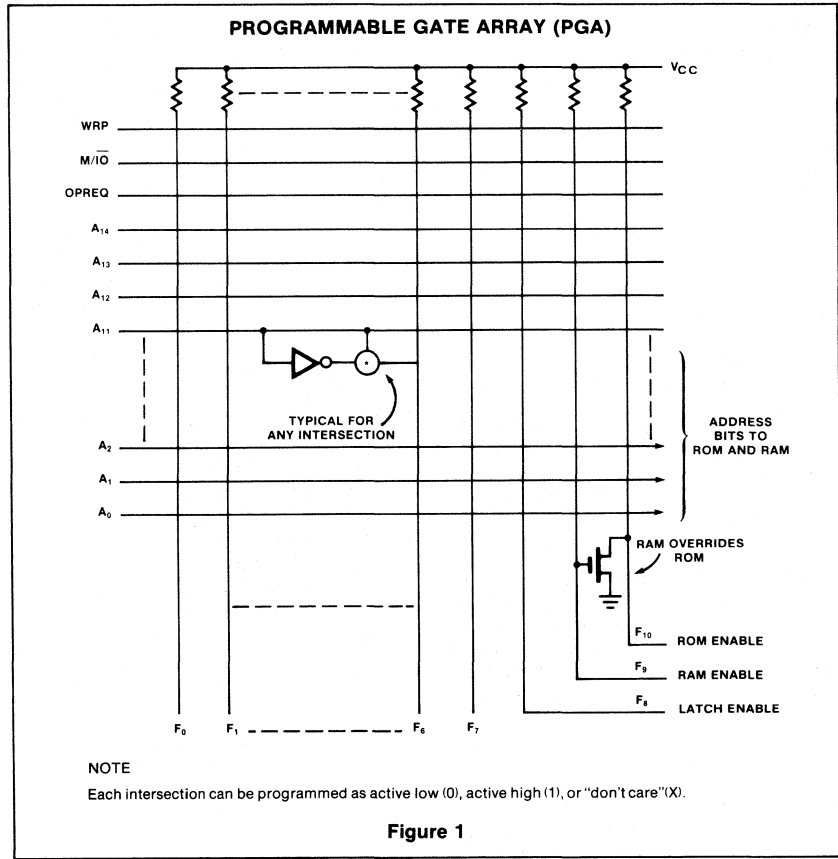 PROGRAMMABLE GATE ARRAY (PGA)
VCC
WRP
M/I̅O̅
OPREQ
A14
A13
A12
A11
*
TYPICAL FOR
ANY INTERSECTION
ADDRESS
BITS TO
ROM AND RAM
A2
A1
A0
RAM OVERRIDES
ROM
F10
ROM ENABLE
F9
RAM ENABLE
F8
LATCH ENABLE
F0 F1 F6 F7
NOTE
Each intersection can be programmed as active low (0), active high (1), or "don't care"(X).
Figure 1